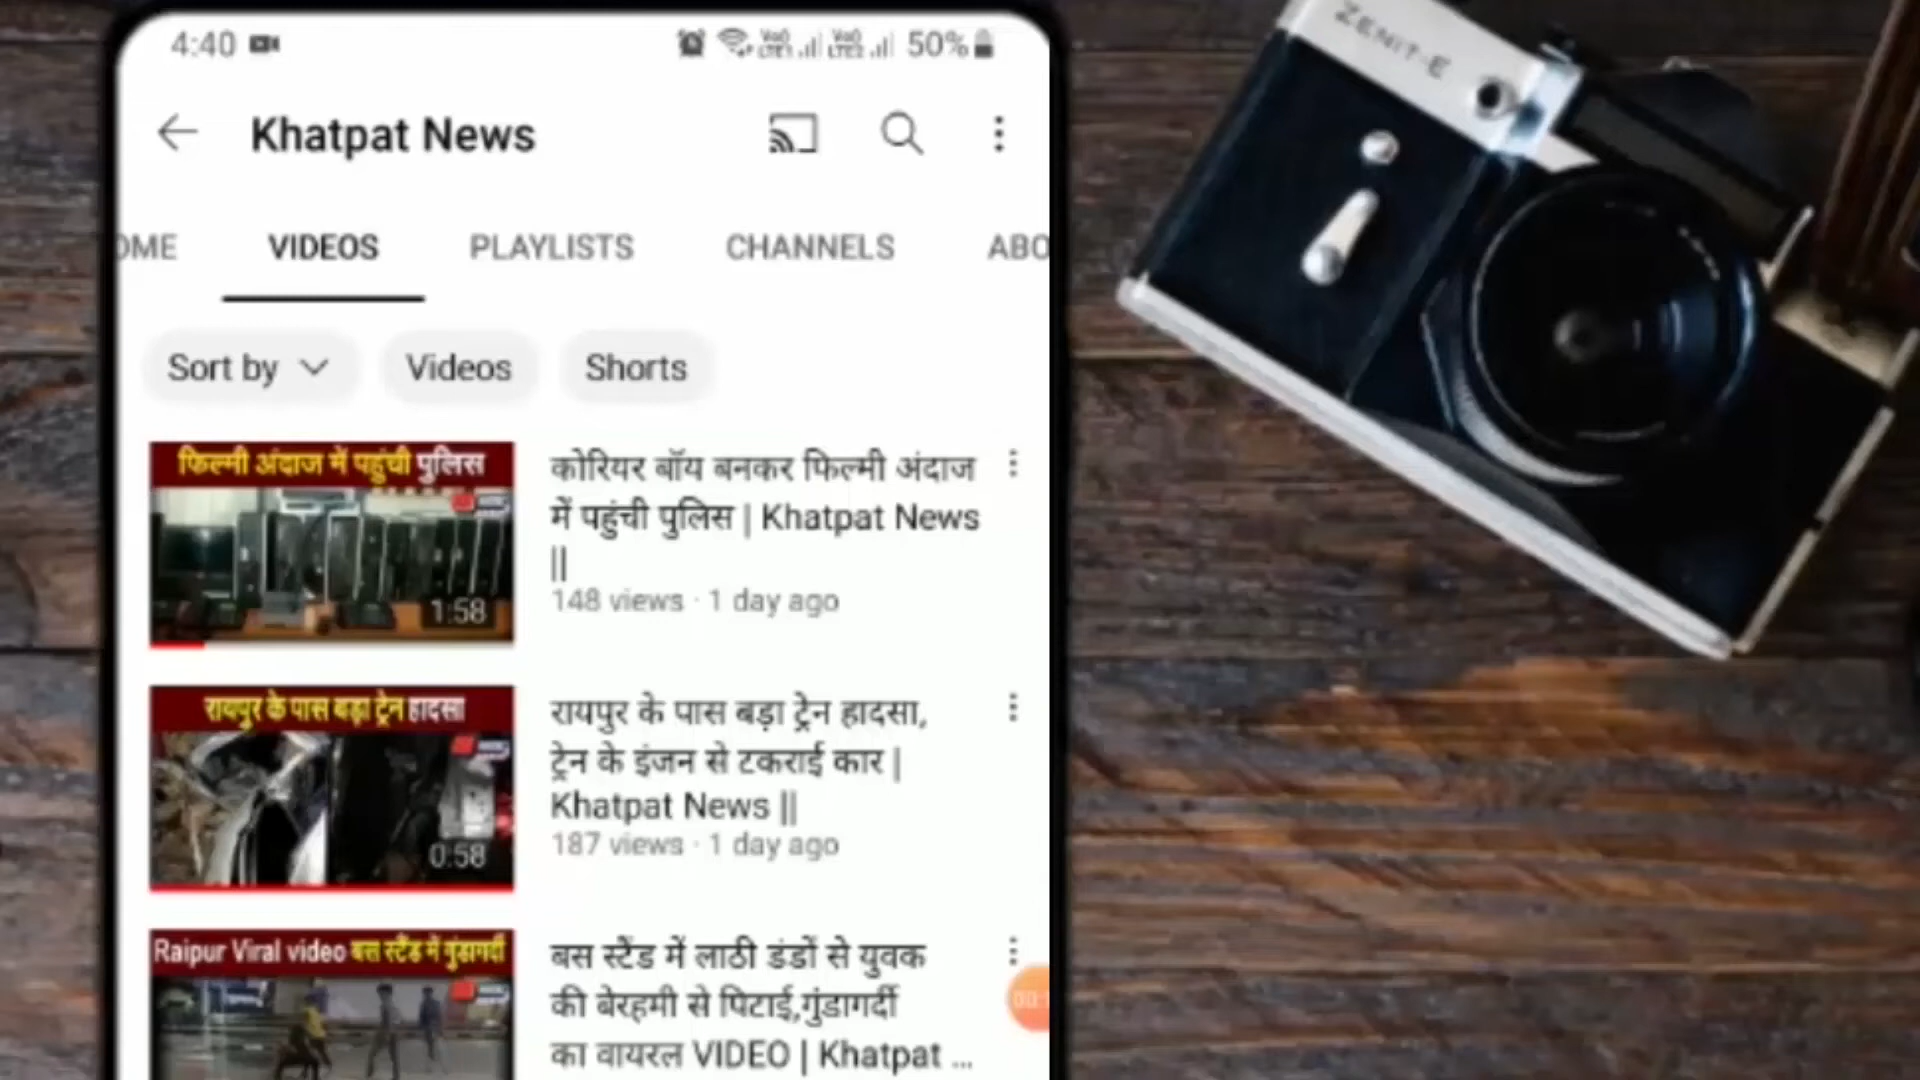 4:40
50%
ZENIT-E
Khatpat News
OME VIDEOS PLAYLISTS CHANNELS ABO
Sort by Videos Shorts
फिल्मी अंदाज में पहुंची पुलिस
1:58
कोरियर बॉय बनकर फिल्मी अंदाज
में पहुंची पुलिस | Khatpat News
||
148 views · 1 day ago
रायपुर के पास बड़ा ट्रेन हादसा
0:58
रायपुर के पास बड़ा ट्रेन हादसा,
ट्रेन के इंजन से टकराई कार |
Khatpat News ||
187 views · 1 day ago
Raipur Viral video बस स्टैंड में गुंडागर्दी
बस स्टैंड में लाठी डंडों से युवक
की बेरहमी से पिटाई,गुंडागर्दी
का वायरल VIDEO | Khatpat ...